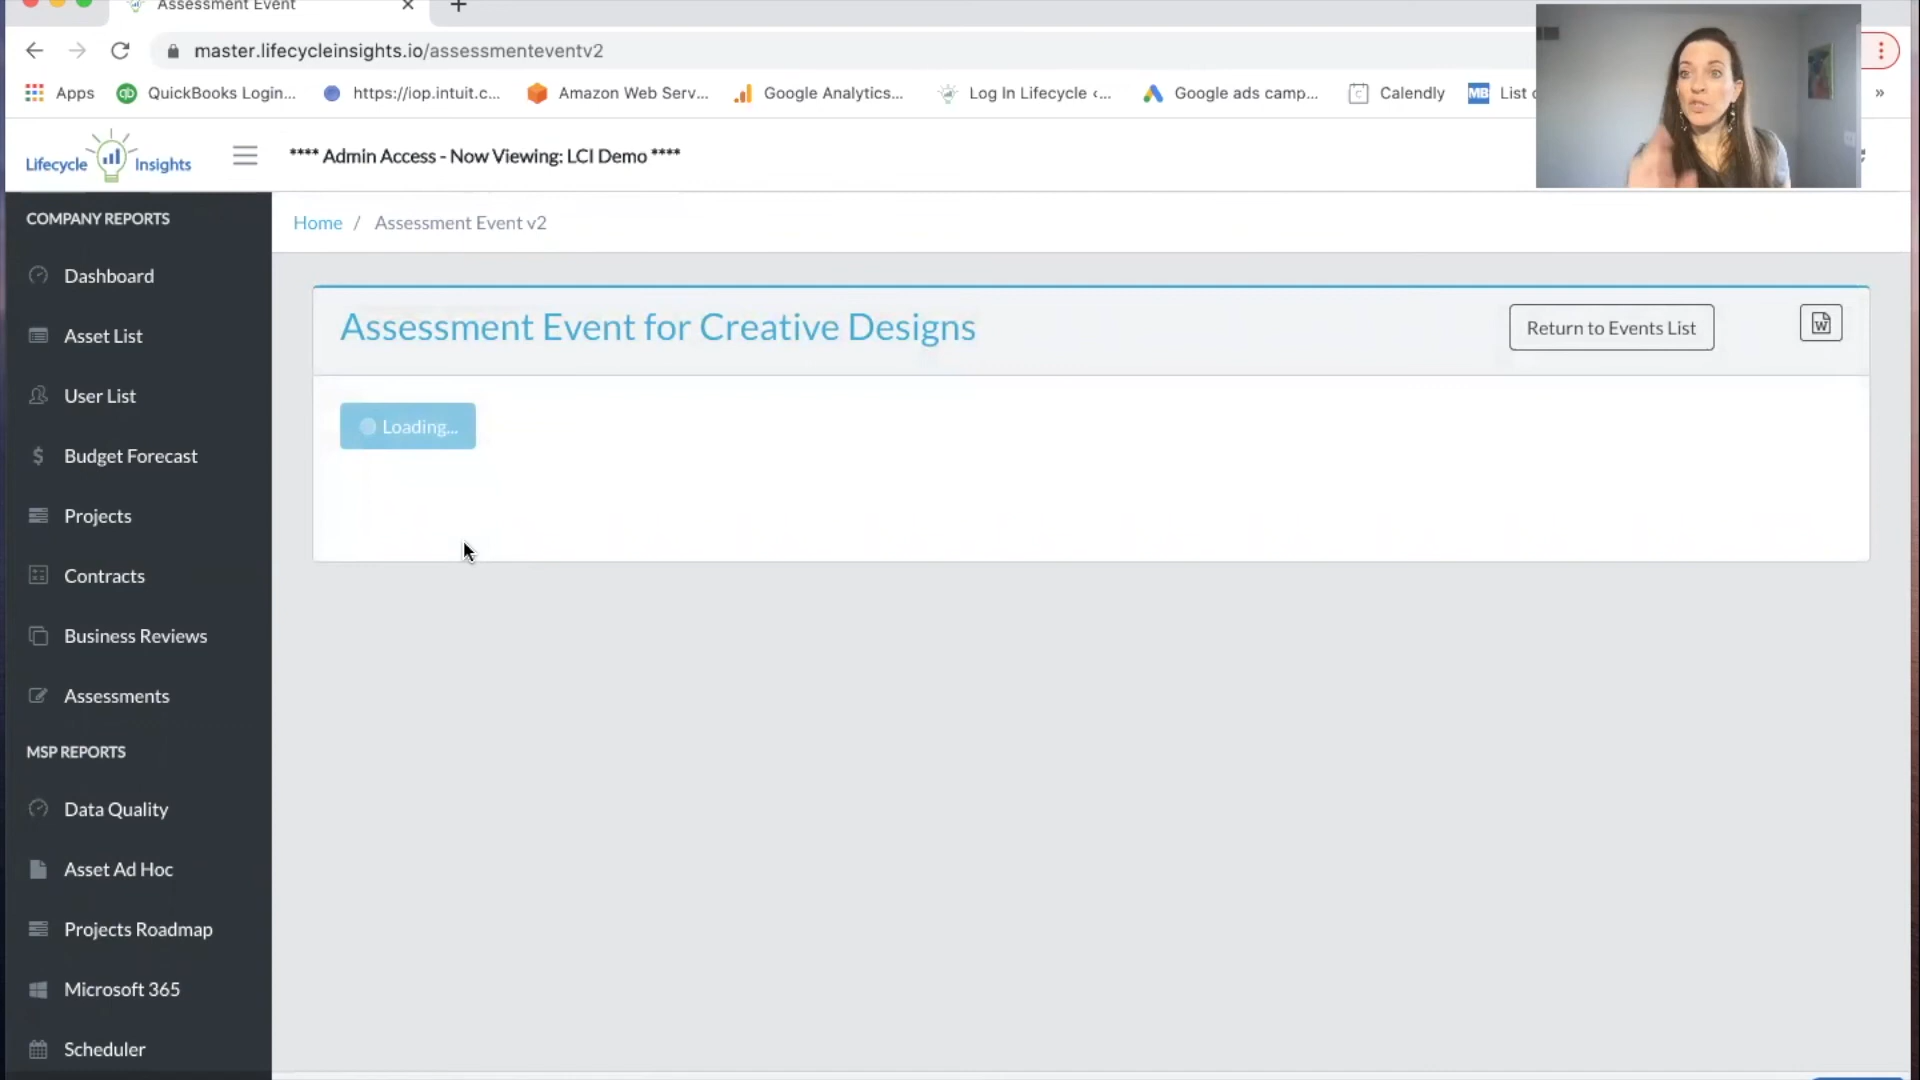 Assessment Event
master.lifecycleinsights.io/assessmenteventv2
Apps QuickBooks Login... https://iop.intuit.c... Amazon Web Serv... Google Analytics... Log In Lifecycle ‹... Google ads camp... Calendly MB List »
Lifecycle Insights
**** Admin Access - Now Viewing: LCI Demo ****
COMPANY REPORTS
Home / Assessment Event v2
Dashboard
Assessment Event for Creative Designs
Return to Events List
W
Asset List
User List
Loading...
Budget Forecast
Projects
Contracts
Business Reviews
Assessments
MSP REPORTS
Data Quality
Asset Ad Hoc
Projects Roadmap
Microsoft 365
Scheduler